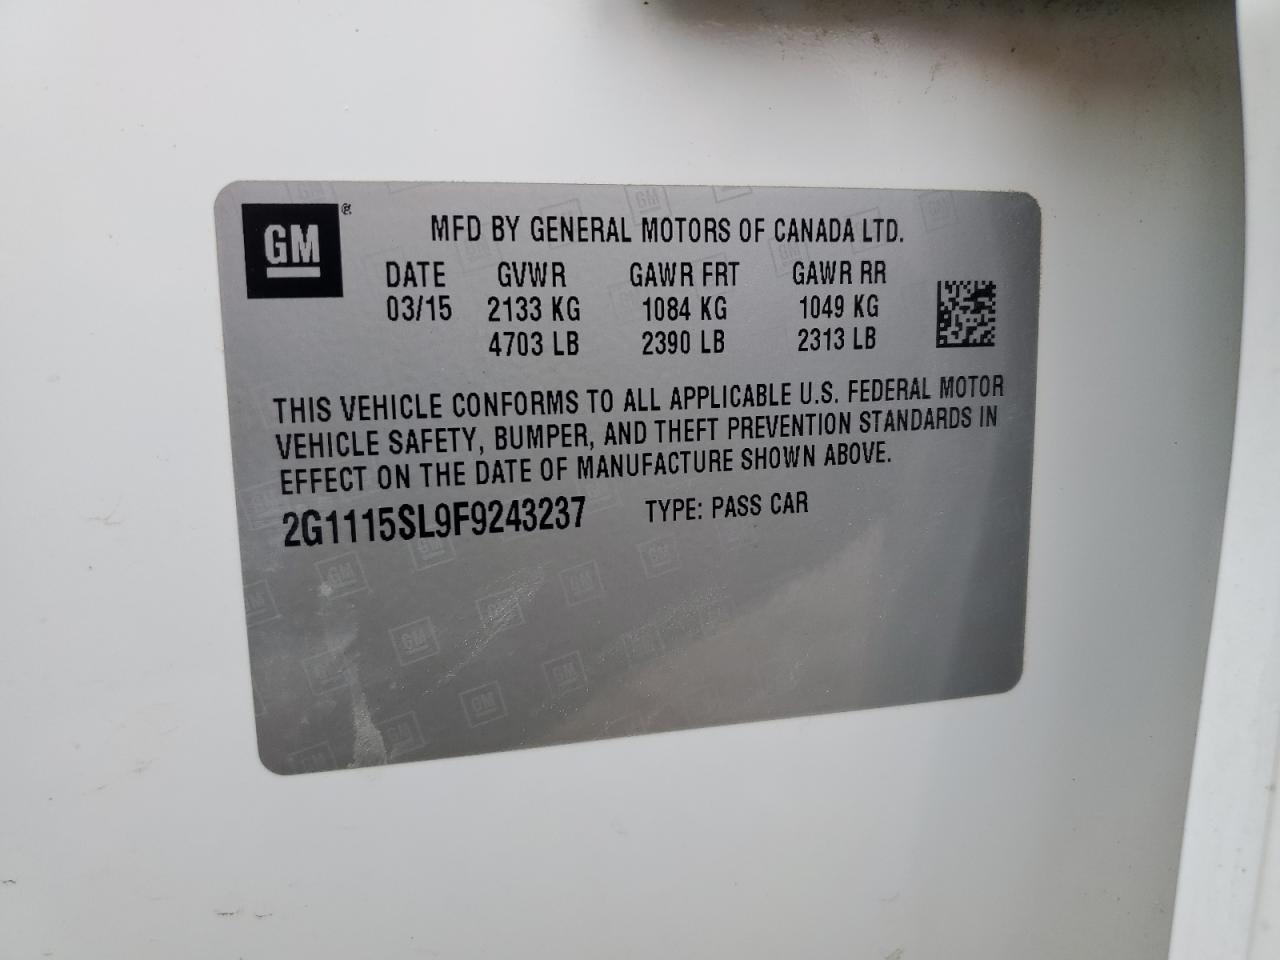 GM®
MFD BY GENERAL MOTORS OF CANADA LTD.
DATE GVWR GAWR FRT GAWR RR
03/15 2133 KG 1084 KG 1049 KG
4703 LB 2390 LB 2313 LB
THIS VEHICLE CONFORMS TO ALL APPLICABLE U.S. FEDERAL MOTOR
VEHICLE SAFETY, BUMPER, AND THEFT PREVENTION STANDARDS IN
EFFECT ON THE DATE OF MANUFACTURE SHOWN ABOVE.
2G1115SL9F9243237 TYPE: PASS CAR